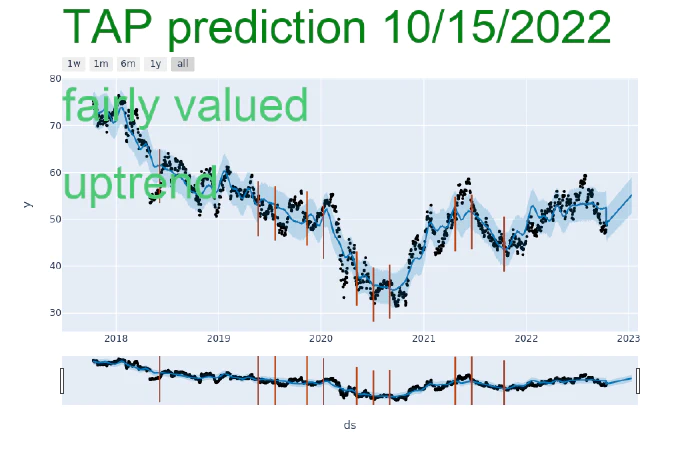 TAP prediction 10/15/2022
1w 1m 6m 1y all
80
fairly valued
70
60
uptrend
y
50
40
30
2018 2019 2020 2021 2022 2023
ds